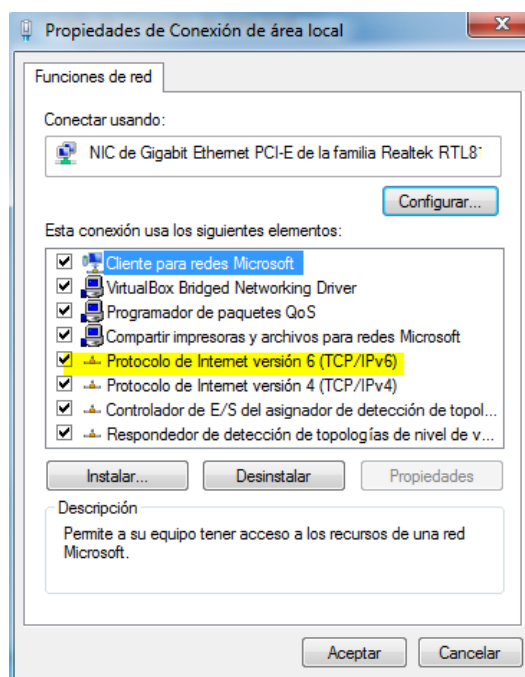 Propiedades de Conexión de área local
Funciones de red
Conectar usando:
NIC de Gigabit Ethernet PCI-E de la familia Realtek RTL8
Configurar...
Esta conexión usa los siguientes elementos:
Cliente para redes Microsoft
VirtualBox Bridged Networking Driver
Programador de paquetes QoS
Compartir impresoras y archivos para redes Microsoft
Protocolo de Internet versión 6 (TCP/IPv6)
Protocolo de Internet versión 4 (TCP/IPv4)
Controlador de E/S del asignador de detección de topol...
Respondedor de detección de topologías de nivel de v...
Instalar... Desinstalar Propiedades
Descripción
Permite a su equipo tener acceso a los recursos de una red
Microsoft.
Aceptar Cancelar